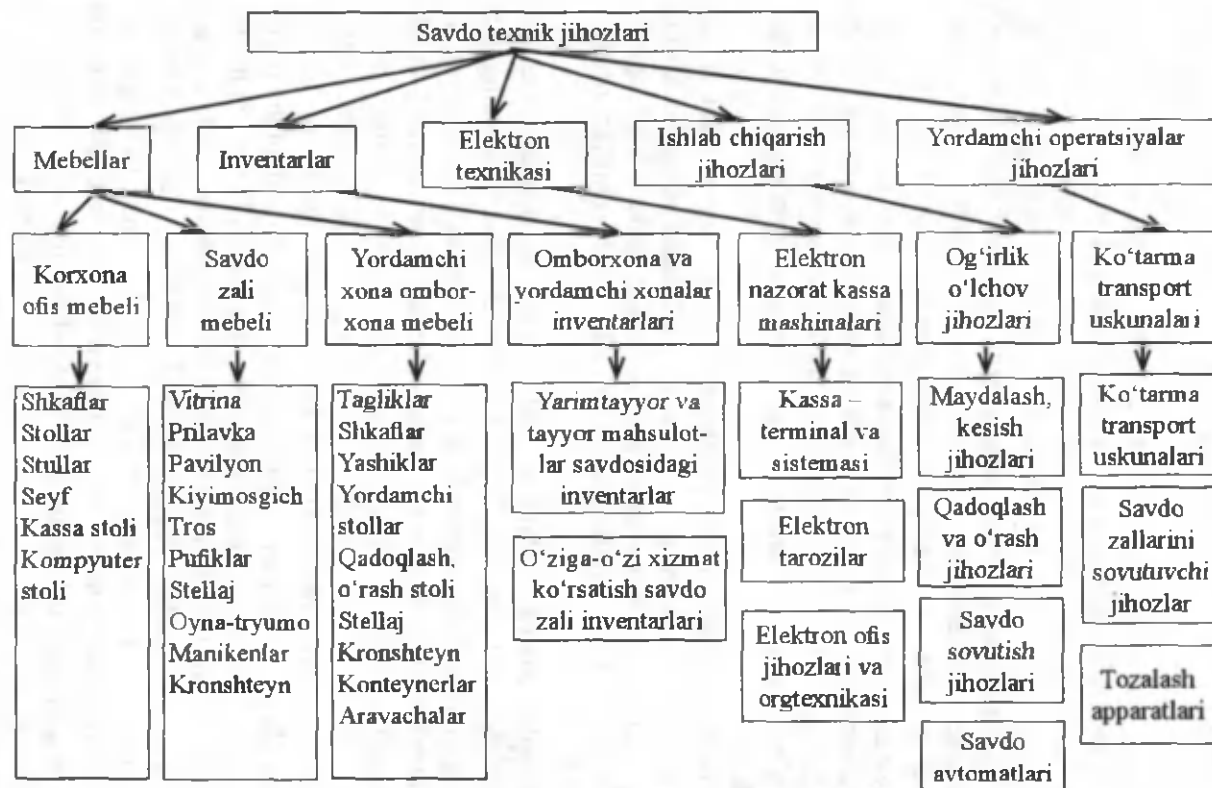 Savdo texnik jihozlari
Mebellar
Inventarlar
Elektron
texnikasi
Ishlab chiqarish
jihozlari
Yordamchi operatsiyalar
jihozlari
Korxona
ofis mebeli
Savdo
zali
mebeli
Yordamchi
xona ombor-
xona mebeli
Omborxona va
yordamchi xonalar
inventarlari
Elektron
nazorat kassa
mashinalari
Og‘irlik
o‘lchov
jihozlari
Ko‘tarma
transport
uskunalari
Shkaflar
Stollar
Stullar
Seyf
Kassa stoli
Kompyuter
stoli
Vitrina
Prilavka
Pavilyon
Kiyimosgich
Tros
Pufiklar
Stellaj
Oyna-tryumo
Manikenlar
Kronshteyn
Tagliklar
Shkaflar
Yashiklar
Yordamchi
stollar
Qadoqlash,
o‘rash stoli
Stellaj
Kronshteyn
Konteynerlar
Aravachalar
Yarimtayyor va
tayyor mahsulot-
lar savdosidagi
inventarlar
O‘ziga-o‘zi xizmat
ko‘rsatish savdo
zali inventarlari
Kassa –
terminal va
sistemasi
Elektron
tarozilar
Elektron ofis
jihozlari va
orgtexnikasi
Maydalash,
kesish
jihozlari
Qadoqlash
va o‘rash
jihozlari
Savdo
sovutish
jihozlari
Savdo
avtomatlari
Ko‘tarma
transport
uskunalari
Savdo
zallarini
sovutuvchi
jihozlar
Tozalash
apparatlari